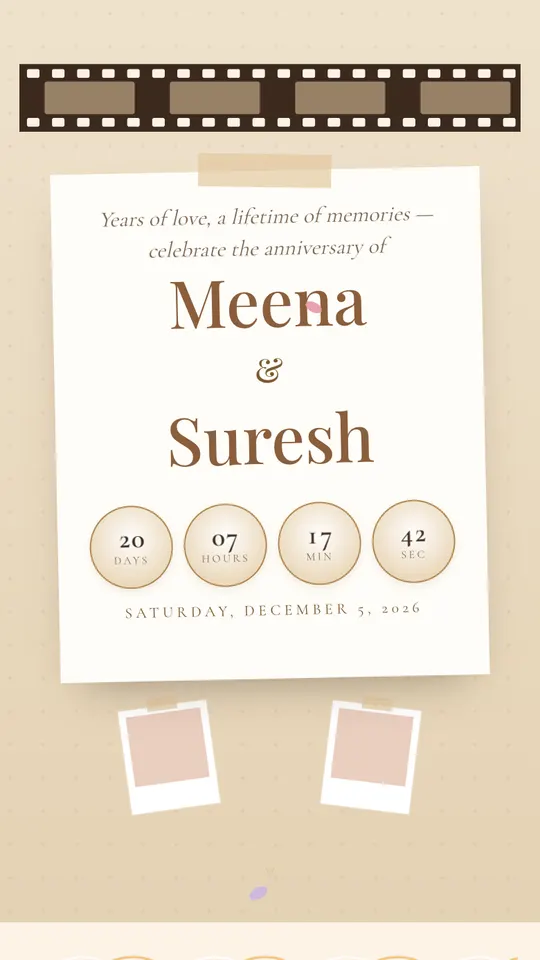 Years of love, a lifetime of memories —
celebrate the anniversary of
Meena
&
Suresh
20 07 17 42
DAYS HOURS MIN SEC
SATURDAY, DECEMBER 5, 2026